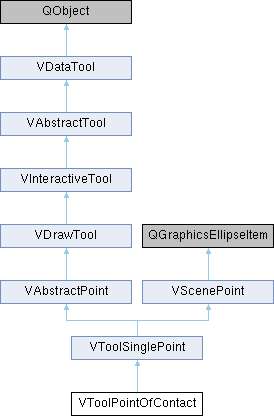 QObject
VDataTool
VAbstractTool
VInteractiveTool
VDrawTool
QGraphicsEllipseItem
VAbstractPoint
VScenePoint
VToolSinglePoint
VToolPointOfContact